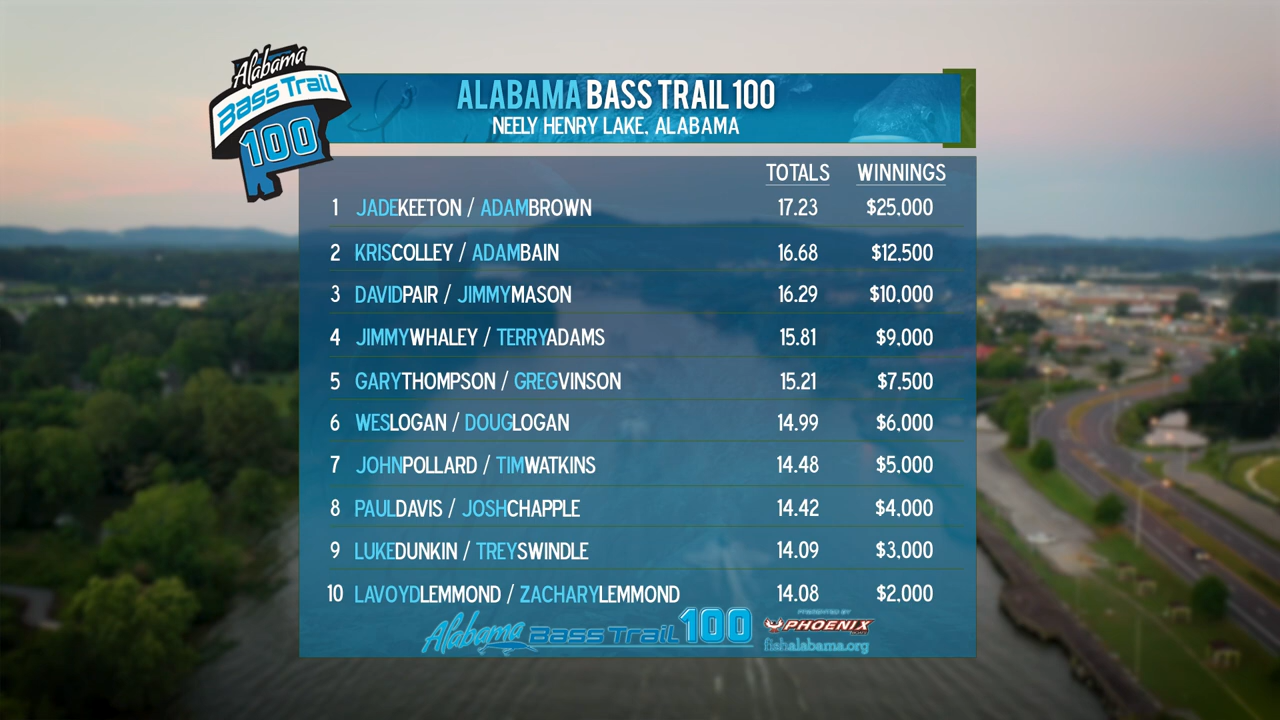 Alabama
Bass Trail
100
ALABAMA BASS TRAIL 100
NEELY HENRY LAKE, ALABAMA
TOTALS WINNINGS
1 JADEKEETON / ADAMBROWN 17.23 $25,000
2 KRISCOLLEY / ADAMBAIN 16.68 $12,500
3 DAVIDPAIR / JIMMYMASON 16.29 $10,000
4 JIMMYWHALEY / TERRYADAMS 15.81 $9,000
5 GARYTHOMPSON / GREGVINSON 15.21 $7,500
6 WESLOGAN / DOUGLOGAN 14.99 $6,000
7 JOHNPOLLARD / TIMWATKINS 14.48 $5,000
8 PAULDAVIS / JOSHCHAPPLE 14.42 $4,000
9 LUKEDUNKIN / TREYSWINDLE 14.09 $3,000
10 LAVOYDLEMMOND / ZACHARYLEMMOND 14.08 $2,000
Alabama Bass Trail 100
PRESENTED BY
PHOENIX
fishalabama.org